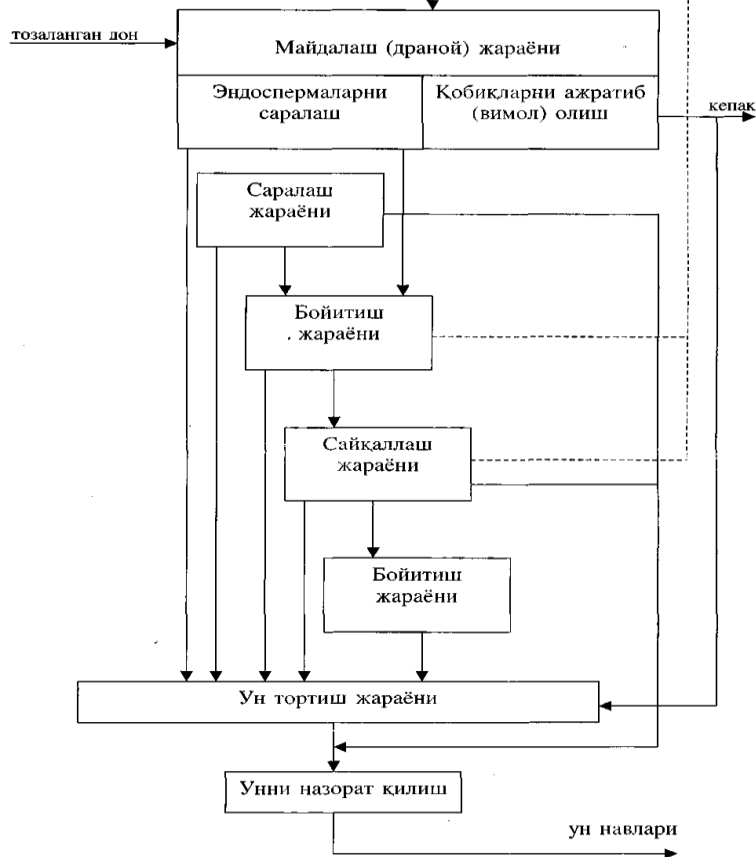 тозаланган дон
Майдалаш (драной) жараёни
Эндоспермаларни
саралаш
Қобиқларни ажратиб
(вимол) олиш
кепак
Саралаш
жараёни
Бойитиш
жараёни
Сайқаллаш
жараёни
Бойитиш
жараёни
Ун тортиш жараёни
Унни назорат қилиш
ун навлари